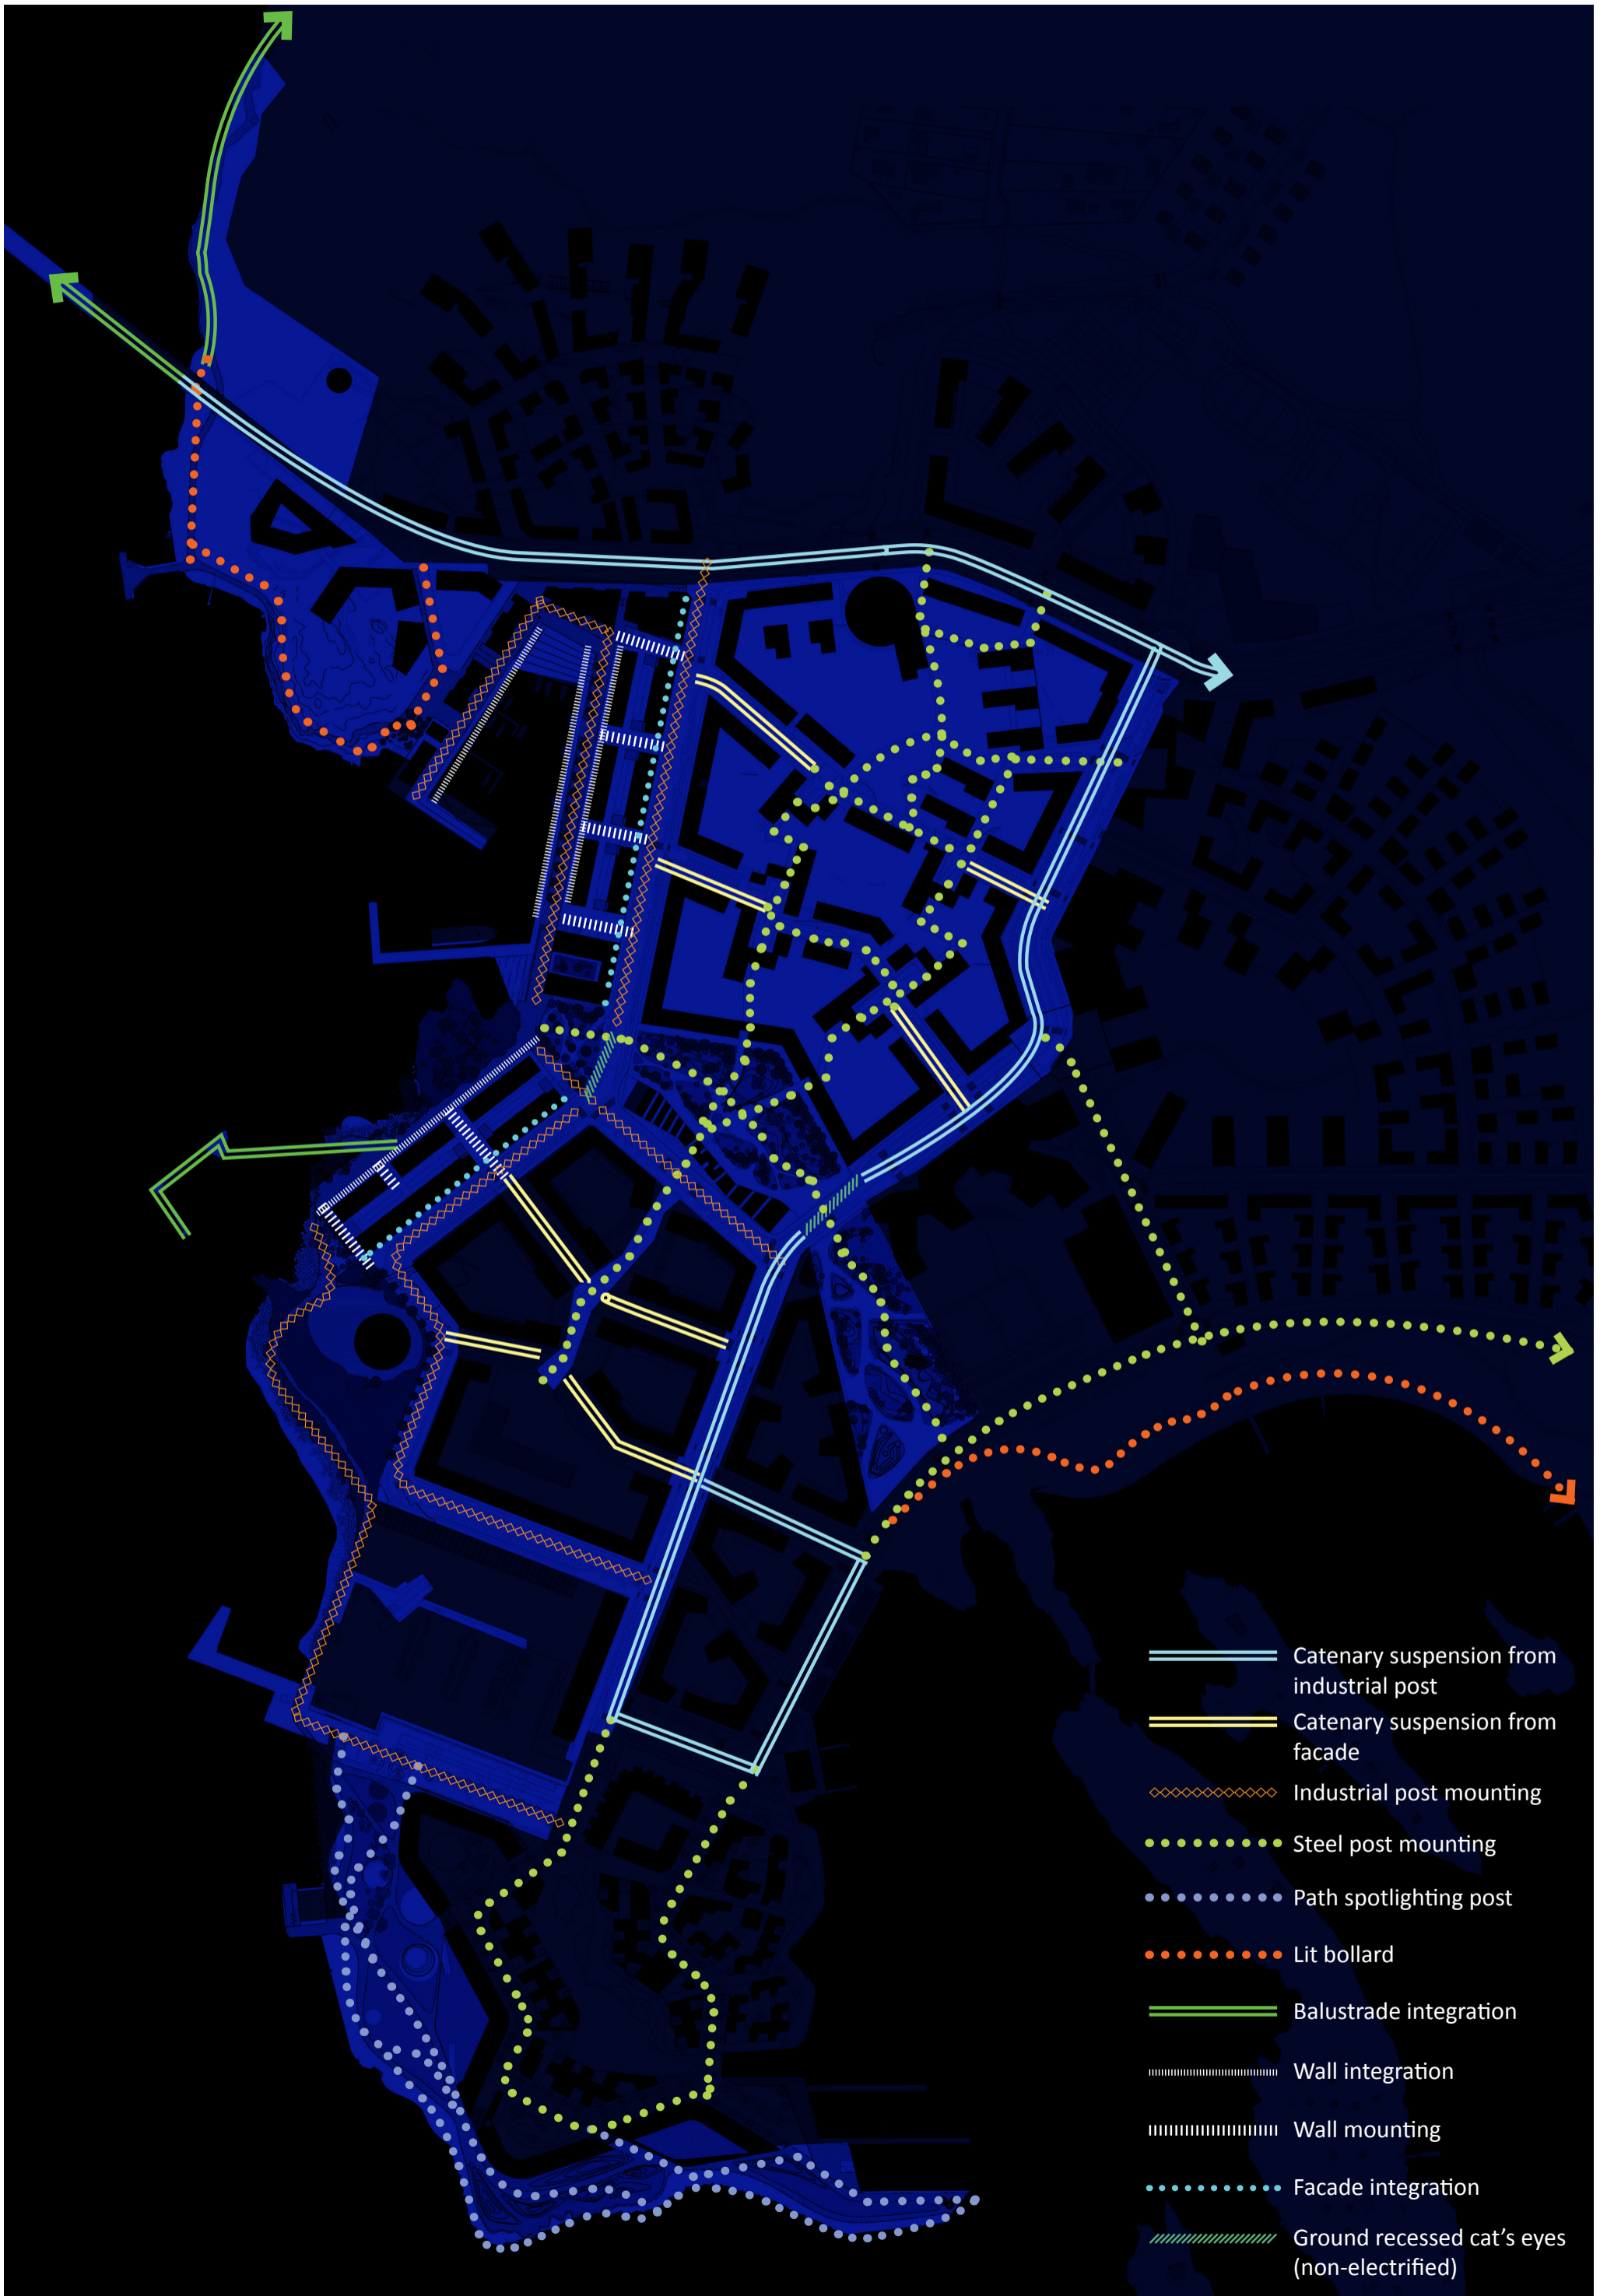 Catenary suspension from
industrial post
Catenary suspension from
facade
Industrial post mounting
Steel post mounting
Path spotlighting post
Lit bollard
Balustrade integration
Wall integration
Wall mounting
Facade integration
Ground recessed cat's eyes
(non-electrified)